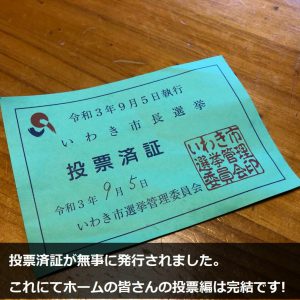 令和3年9月5日執行
いわき市長選挙
投票済証
令和3年 9月5日
いわき市選挙管理委員会
いわき市
選挙管理
委員会印
投票済証が無事に発行されました。
これにてホームの皆さんの投票編は完結です!